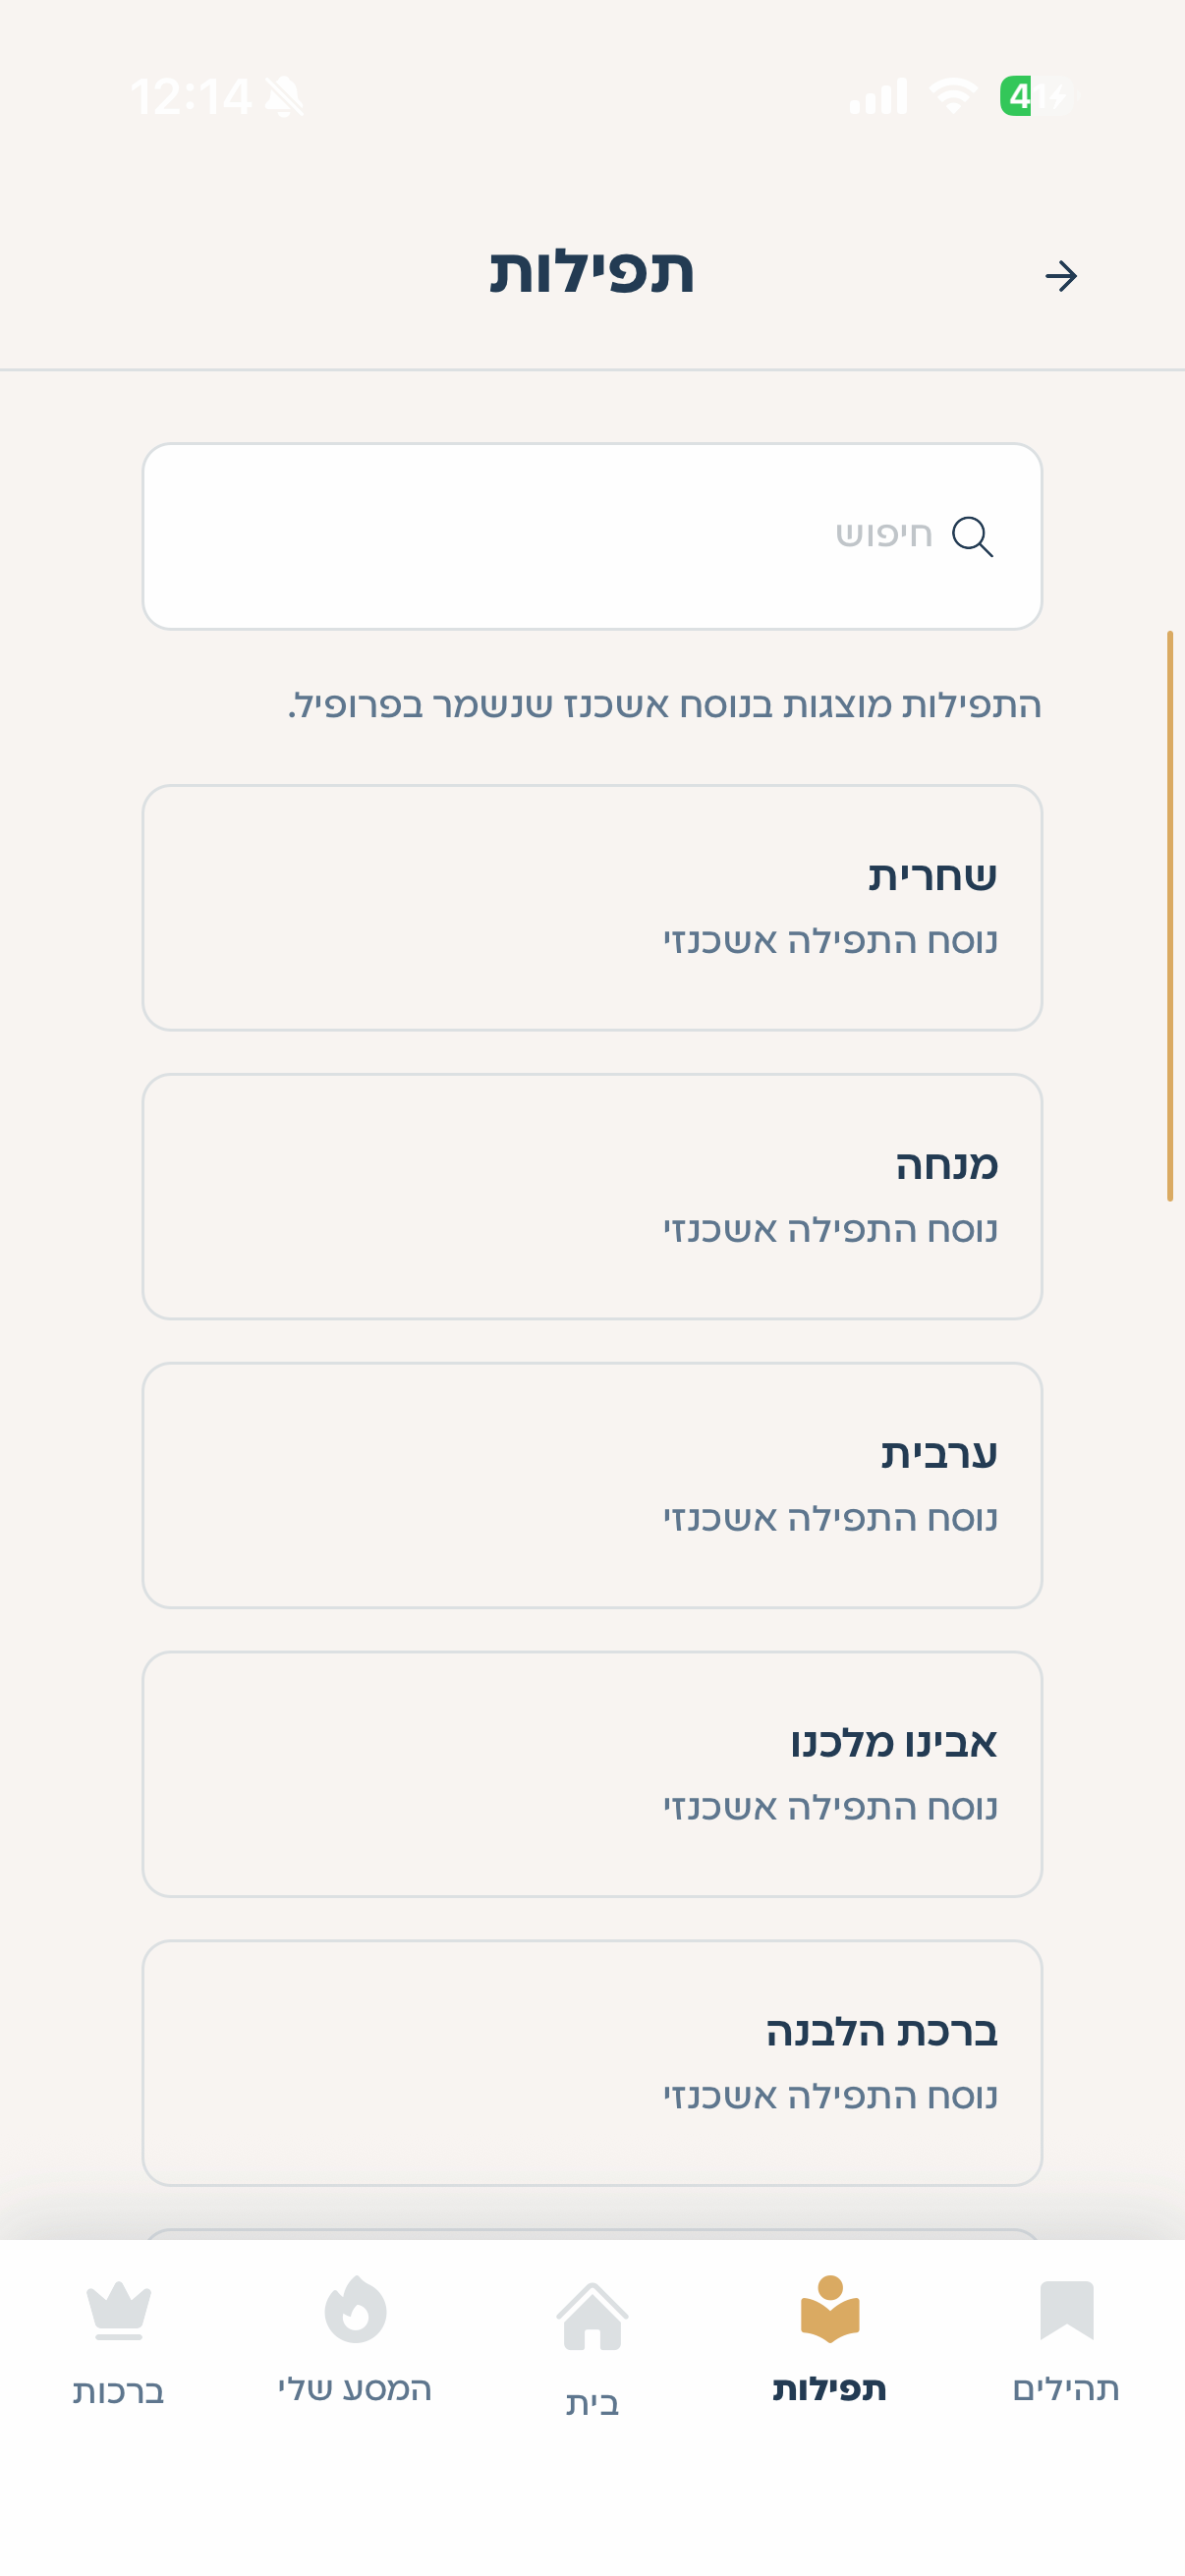 12:14
41
תפילות
חיפוש
התפילות מוצגות בנוסח אשכנז שנשמר בפרופיל.
שחרית
נוסח התפילה אשכנזי
מנחה
נוסח התפילה אשכנזי
ערבית
נוסח התפילה אשכנזי
אבינו מלכנו
נוסח התפילה אשכנזי
ברכת הלבנה
נוסח התפילה אשכנזי
תהילים
תפילות
בית
המסע שלי
ברכות